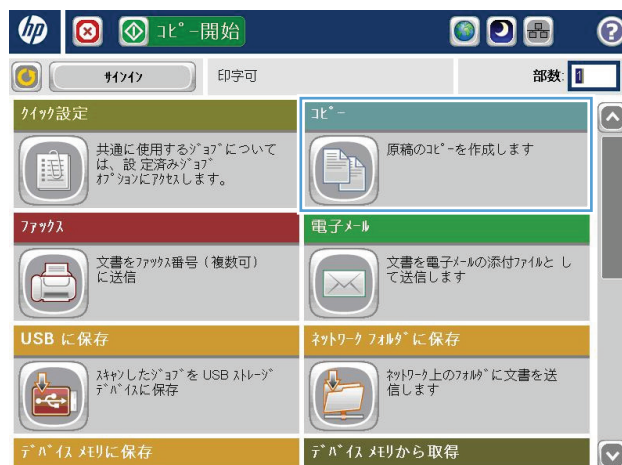 hp
ｺﾋﾟｰ開始
?
ｻｲﾝｲﾝ
印字可
部数:
1
ｸｲｯｸ設定
共通に使用するｼﾞｮﾌﾞについて
は、設 定済みｼﾞｮﾌﾞ
ｵﾌﾟｼｮﾝにｱｸｾｽしま す。
ｺﾋﾟｰ
原稿のｺﾋﾟｰを作成します
ﾌｧｯｸｽ
文書をﾌｧｯｸｽ番号（複数可）
に送信
電子ﾒｰﾙ
文書を電子ﾒｰﾙの添付ﾌｧｲﾙと し
て送信しま す
USB に保存
ｽｷｬﾝしたｼﾞｮﾌﾞを USB ｽﾄﾚｰｼﾞ
ﾃﾞﾊﾞｲｽに保存
ﾈｯﾄﾜｰｸ ﾌｫﾙﾀﾞに保存
ﾈｯﾄﾜｰｸ上のﾌｫﾙﾀﾞに文書を送
信しま す
ﾃﾞﾊﾞｲｽ ﾒﾓﾘに保存
ﾃﾞﾊﾞｲｽ ﾒﾓﾘから取得